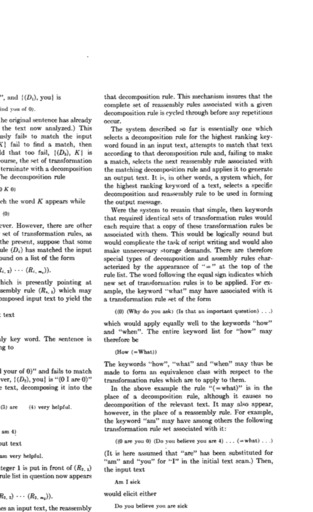 ", and {(D₁), you} is
ind you of 0).
he original sentence has already
the text now analyzed.) This
usly fails to match the input
K} fail to find a match, then
ld that too fail, {(D₂), K} is
ourse, the set of transformation
terminate with a decomposition
he decomposition rule
0 K 0)
ch the word K appears while
(0)
ever. However, there are other
set of transformation rules, as
the present, suppose that some
ule (D₁) has matched the input
ound on a list of the form
which is presently pointing at
ssembly rule (R₁, ₁) which may
omposed input text to yield the
t text
ly key word. The sentence is
ng to
l your of 0)" and fails to match
ver, {(D₂), you} is "(0 I are 0)"
e text, decomposing it into the
(3) are (4) very helpful.
am 4)
put text
am very helpful.
teger 1 is put in front of (R₂, ₂)
rule list in question now appears
es an input text, the reassembly
that decomposition rule. This mechanism insures that the
complete set of reassembly rules associated with a given
decomposition rule is cycled through before any repetitions
occur.
The system described so far is essentially one which
selects a decomposition rule for the highest ranking key-
word found in an input text, attempts to match that text
according to that decomposition rule and, failing to make
a match, selects the next reassembly rule associated with
the matching decomposition rule and applies it to generate
an output text. It is, in other words, a system which, for
the highest ranking keyword of a text, selects a specific
decomposition and reassembly rule to be used in forming
the output message.
Were the system to remain that simple, then keywords
that required identical sets of transformation rules would
each require that a copy of these transformation rules be
associated with them. This would be logically sound but
would complicate the task of script writing and would also
make unnecessary storage demands. There are therefore
special types of decomposition and assembly rules char-
acterized by the appearance of "=" at the top of the
rule list. The word following the equal sign indicates which
new set of transformation rules is to be applied. For ex-
ample, the keyword "what" may have associated with it
a transformation rule set of the form
((0) (Why do you ask) (Is that an important question) . . .)
which would apply equally well to the keywords "how"
and "when". The entire keyword list for "how" may
therefore be
(How (=What))
The keywords "how", "what" and "when" may thus be
made to form an equivalence class with respect to the
transformation rules which are to apply to them.
In the above example the rule "(=what)" is in the
place of a decomposition rule, although it causes no
decomposition of the relevant text. It may also appear,
however, in the place of a reassembly rule. For example,
the keyword "am" may have among others the following
transformation rule set associated with it:
((0 are you 0) (Do you believe you are 4) . . . (=what) . . .)
(It is here assumed that "are" has been substituted for
"am" and "you" for "I" in the initial text scan.) Then,
the input text
Am I sick
would elicit either
Do you believe you are sick